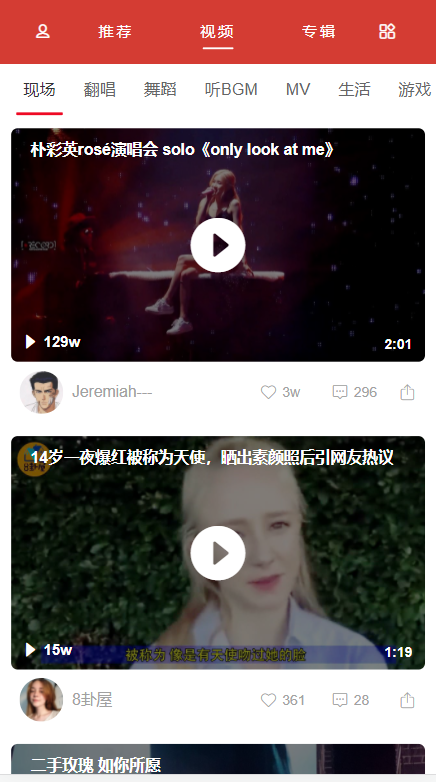 推荐 视频 专辑
现场 翻唱 舞蹈 听BGM MV 生活 游戏
朴彩英rosé演唱会 solo《only look at me》
129w 2:01
Jeremiah--- 3w 296
14岁一夜爆红被称为天使，晒出素颜照后引网友热议
被称为 像是有天使吻过她的脸
15w 1:19
8卦屋 361 28
二手玫瑰 如你所愿